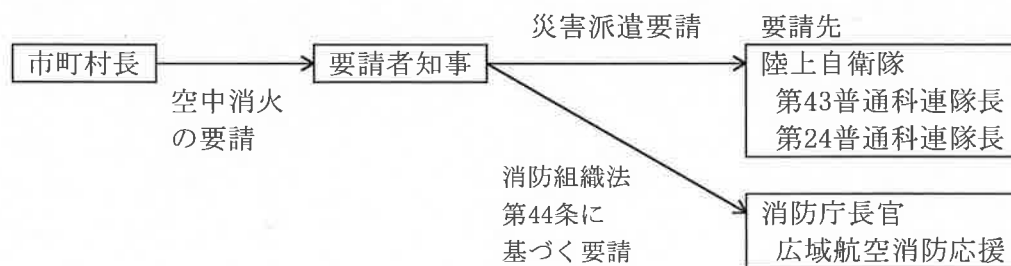 災害派遣要請
要請先
市町村長
要請者知事
陸上自衛隊
第43普通科連隊長
第24普通科連隊長
空中消火
の要請
消防組織法
第44条に
基づく要請
消防庁長官
広域航空消防応援